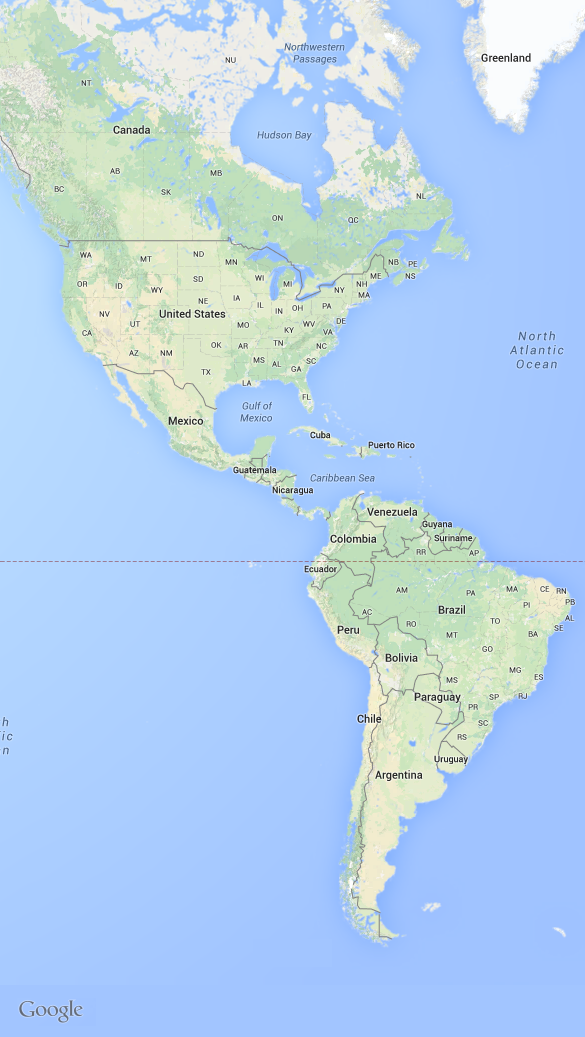 Northwestern
Passages
NU
Greenland
NT
Canada
Hudson Bay
AB
MB
BC
SK
NL
ON
QC
WA
MT
ND
MN
NB
PE
ME
NS
OR
ID
WY
SD
WI
MI
NY
NH
MA
NE
IA
NV
United States
IL
IN
OH
PA
UT
MO
KY
WV
DE
VA
CA
AZ
NM
OK
AR
TN
NC
MS
AL
GA
SC
TX
LA
FL
North
Atlantic
Ocean
Gulf of
Mexico
Mexico
Cuba
Puerto Rico
Guatemala
Caribbean Sea
Nicaragua
Venezuela
Guyana
Colombia
Suriname
RR
AP
Ecuador
AM
PA
MA
CE
RN
PB
PI
AC
Brazil
AL
TO
SE
Peru
RO
MT
BA
GO
Bolivia
MG
ES
MS
Paraguay
SP
RJ
PR
Chile
SC
h
ic
n
RS
Uruguay
Argentina
Google